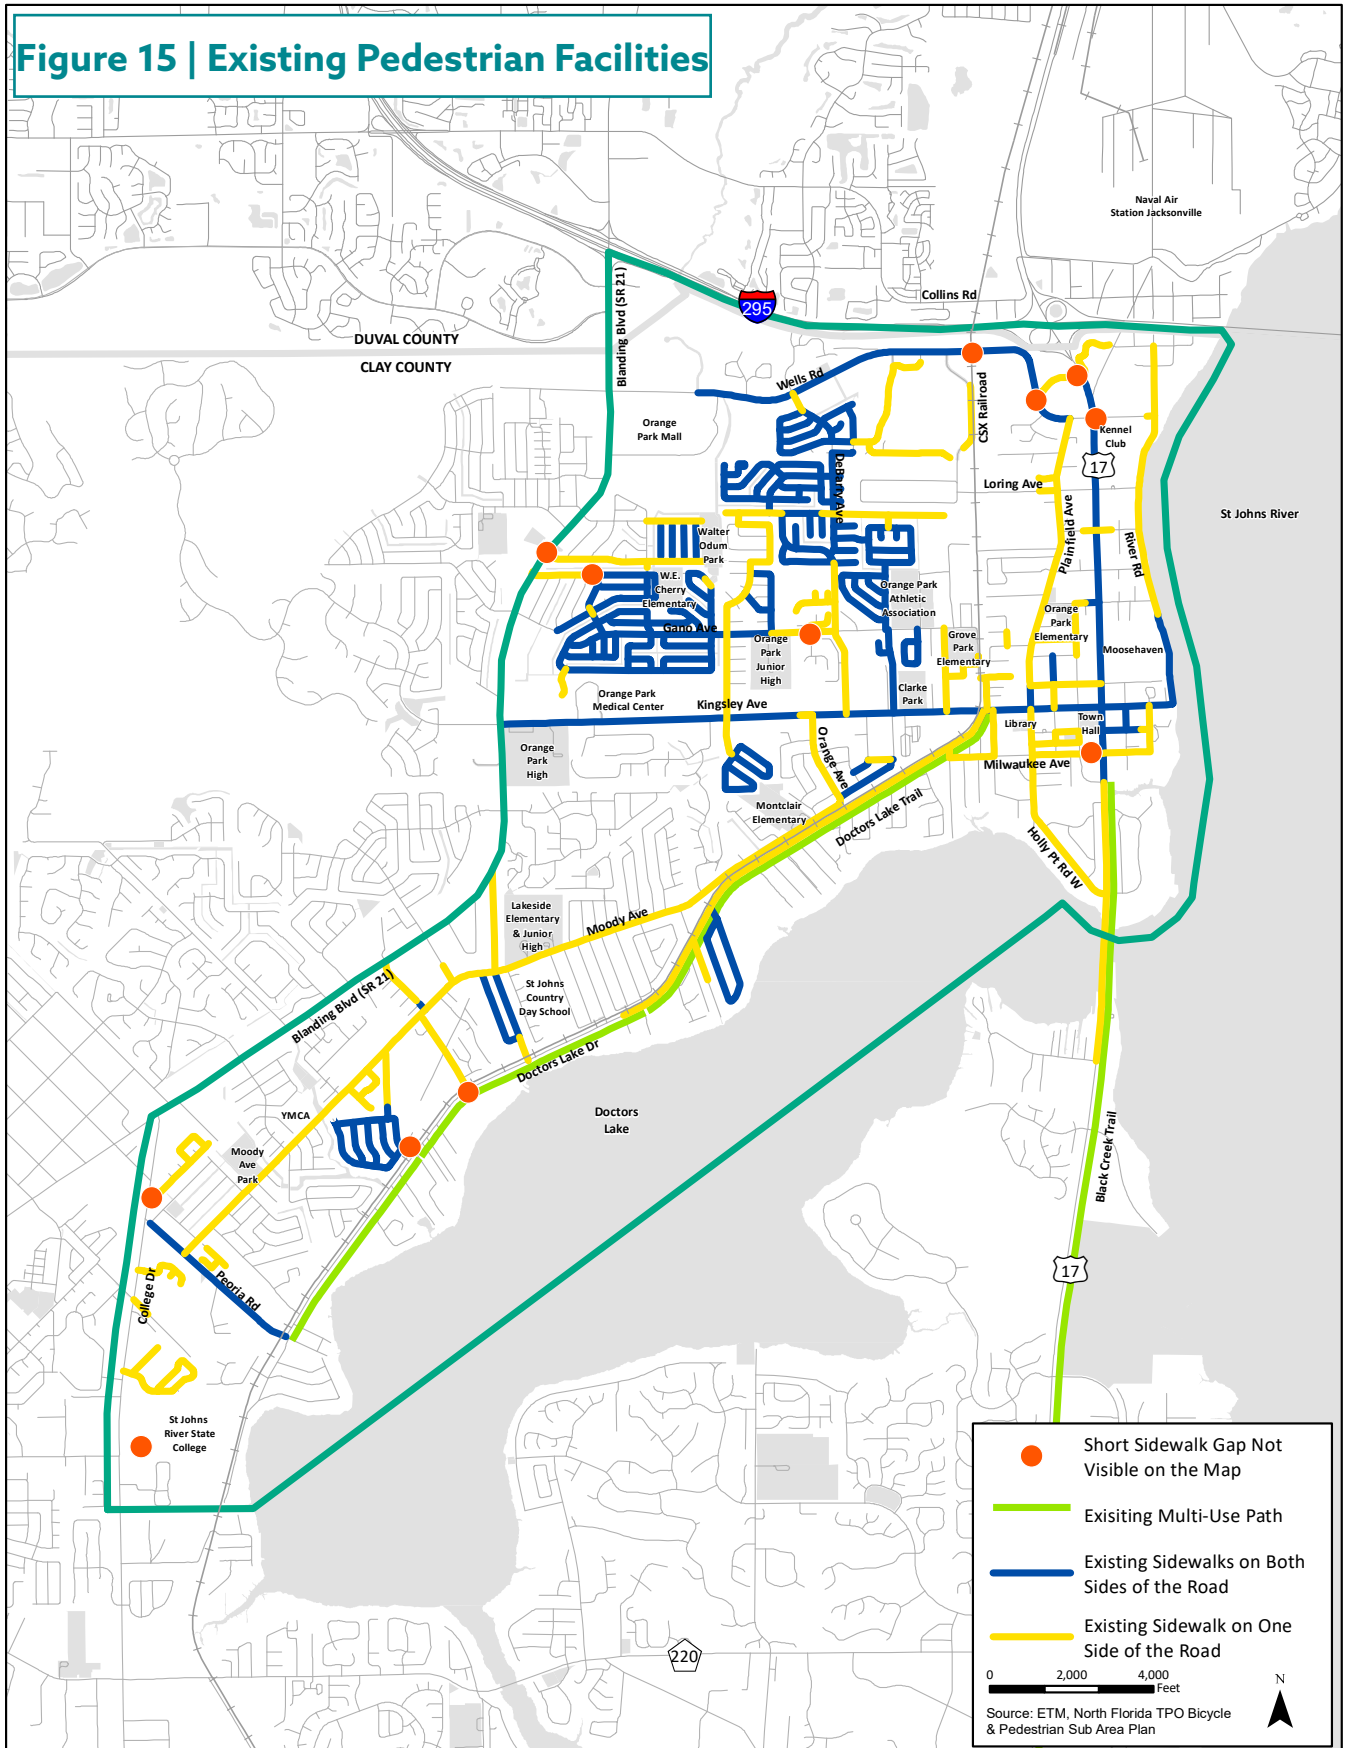 Figure 15 | Existing Pedestrian Facilities
Naval Air
Station Jacksonville
Blanding Blvd (SR 21)
295
Collins Rd
DUVAL COUNTY
CLAY COUNTY
Wells Rd
CSX Railroad
Orange
Park Mall
Kennel
Club
17
DeBarry Ave
Loring Ave
Plainfield Ave
St Johns River
River Rd
Walter
Odum
Park
W.E.
Cherry
Elementary
Orange Park
Athletic
Association
Orange
Park
Elementary
Gano Ave
Orange
Park
Junior
High
Grove
Park
Elementary
Moosehaven
Orange Park
Medical Center
Clarke
Park
Kingsley Ave
Library
Town
Hall
Orange
Park
High
Orange Ave
Milwaukee Ave
Montclair
Elementary
Doctors Lake Trail
Holly Pt Rd W
Lakeside
Elementary
& Junior
High
Moody Ave
St Johns
Country
Day School
Blanding Blvd (SR 21)
Doctors Lake Dr
Doctors
Lake
YMCA
Moody
Ave
Park
Black Creek Trail
17
College Dr
Peoria Rd
St Johns
River State
College
220
Short Sidewalk Gap Not
Visible on the Map
Exisiting Multi-Use Path
Existing Sidewalks on Both
Sides of the Road
Existing Sidewalk on One
Side of the Road
0 2,000 4,000
Feet
N
Source: ETM, North Florida TPO Bicycle
& Pedestrian Sub Area Plan